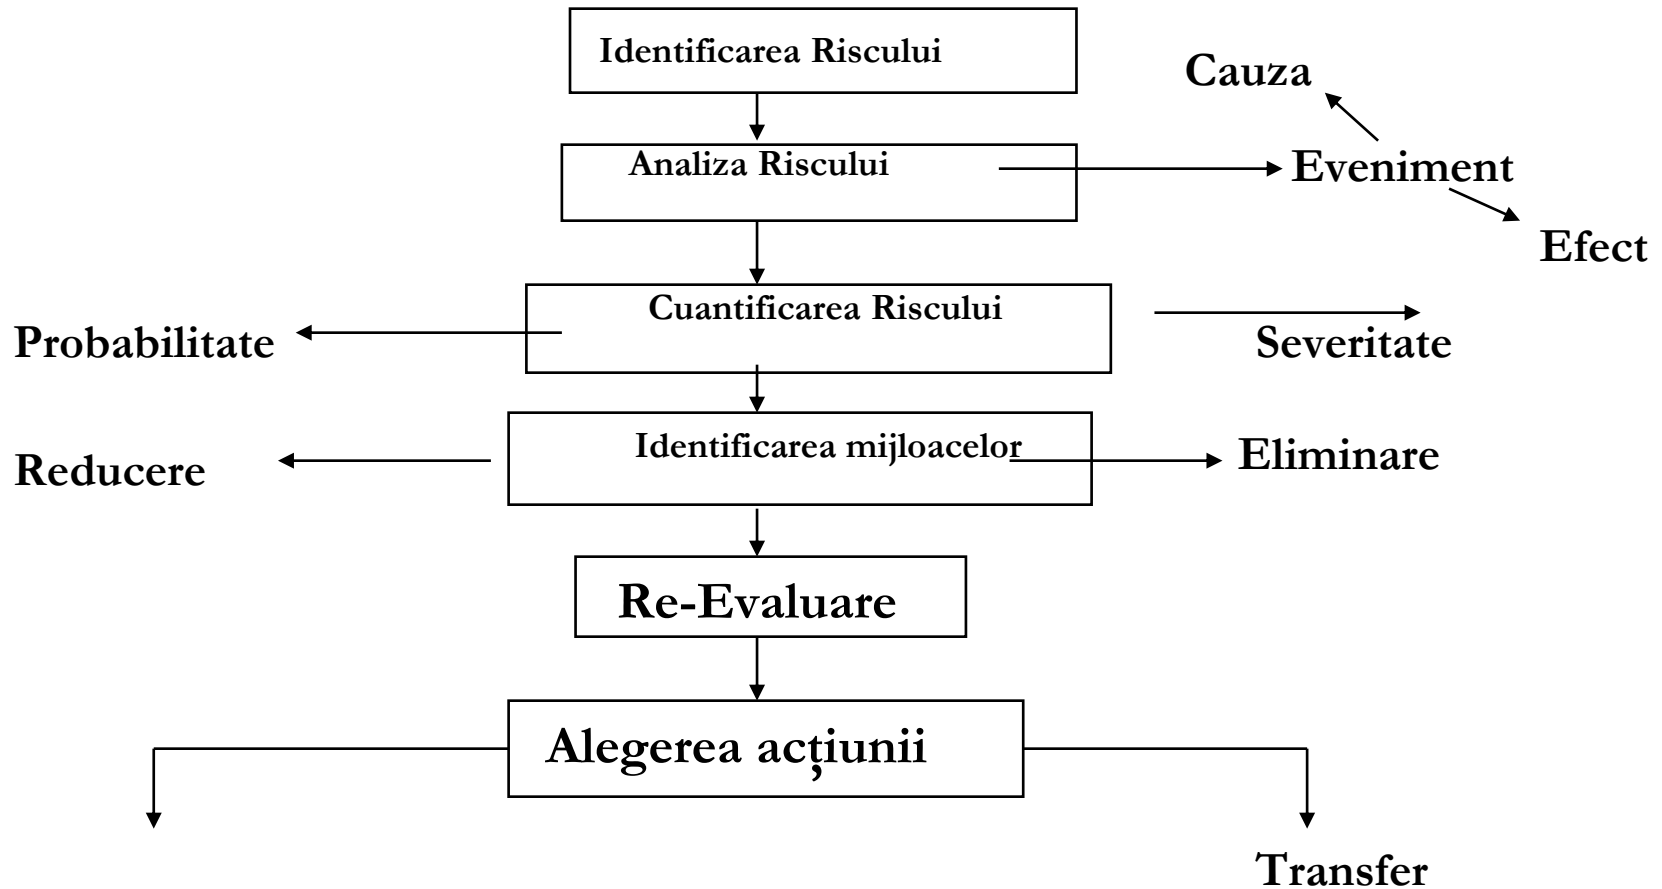 Identificarea Riscului
Cauza
Analiza Riscului
Eveniment
Efect
Cuantificarea Riscului
Probabilitate
Severitate
Identificarea mijloacelor
Reducere
Eliminare
Re-Evaluare
Alegerea acțiunii
Transfer